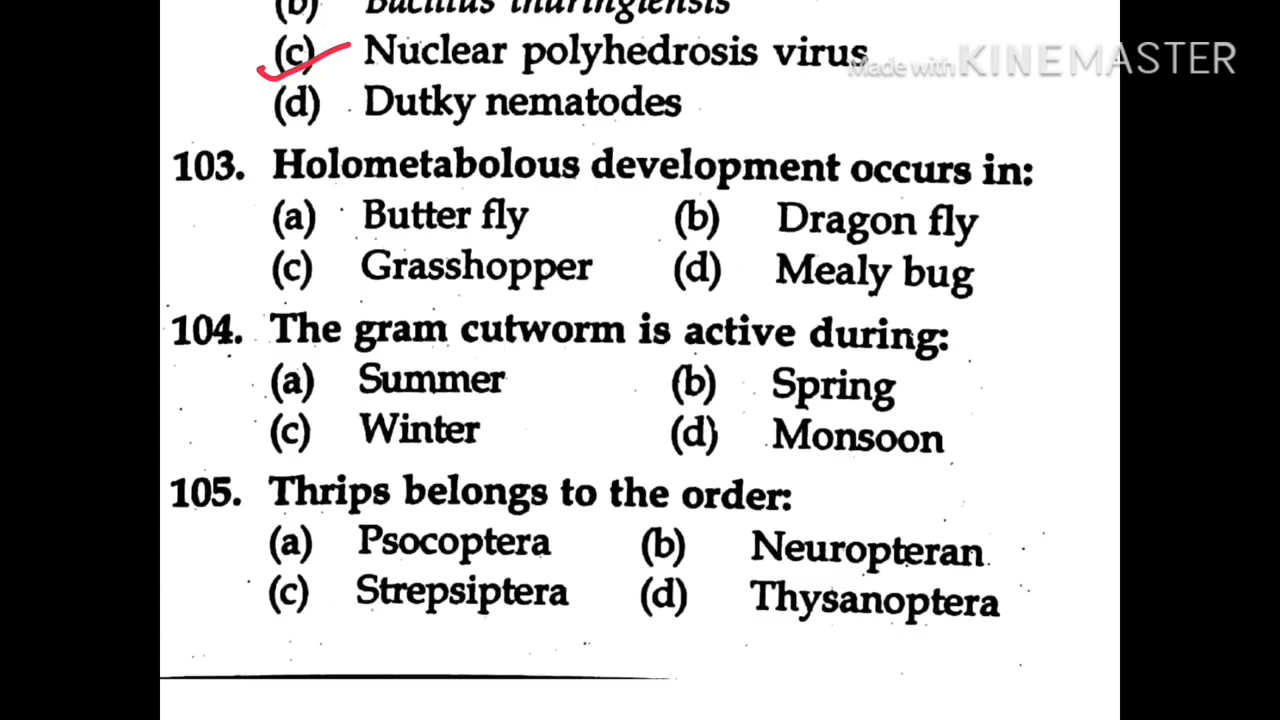 (b) Bacillus thuringiensis
(c) Nuclear polyhedrosis virus
Made with KINEMASTER
(d) Dutky nematodes
103. Holometabolous development occurs in:
(a) Butter fly (b) Dragon fly
(c) Grasshopper (d) Mealy bug
104. The gram cutworm is active during:
(a) Summer (b) Spring
(c) Winter (d) Monsoon
105. Thrips belongs to the order:
(a) Psocoptera (b) Neuropteran
(c) Strepsiptera (d) Thysanoptera